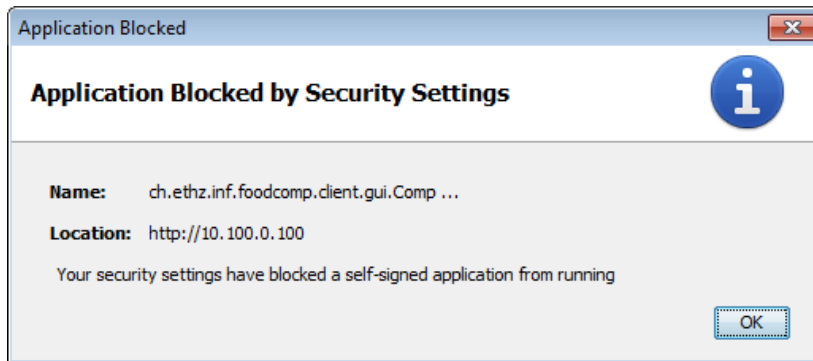 Application Blocked
Application Blocked by Security Settings
Name: ch.ethz.inf.foodcomp.client.gui.Comp ...
Location: http://10.100.0.100
Your security settings have blocked a self-signed application from running
OK